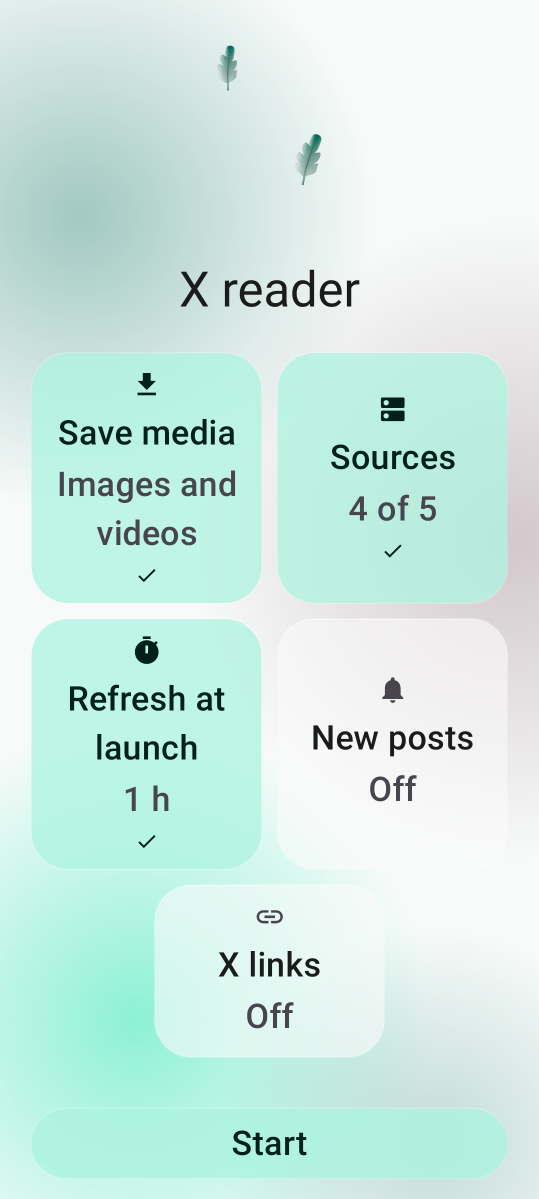 X reader
Save media
Images and
videos
Sources
4 of 5
Refresh at
launch
1 h
New posts
Off
X links
Off
Start